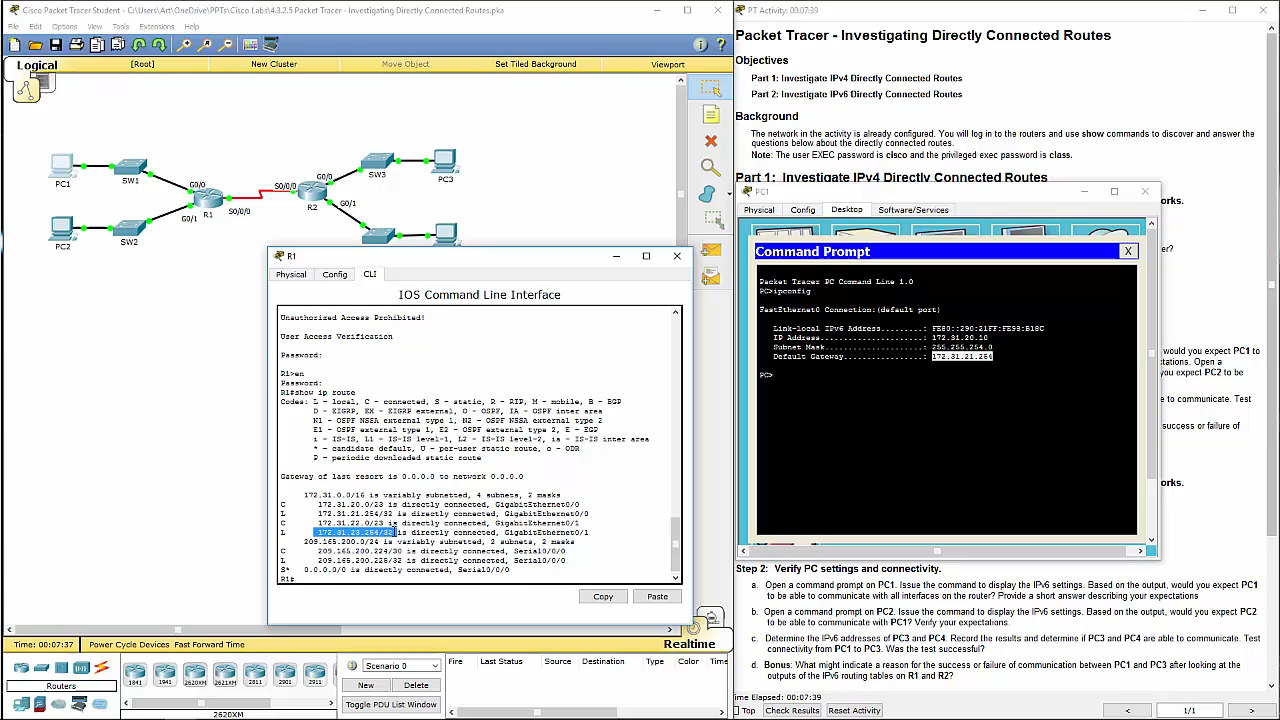 Cisco Packet Tracer Student - C:\Users\Art\OneDrive\PPTs\Cisco Labs\4.3.2.5 Packet Tracer - Investigating Directly Connected Routes.pka
File Edit Options View Tools Extensions Help
Logical [Root] New Cluster Move Object Set Tiled Background Viewport
PC1
SW1
SW2
PC2
G0/0
G0/1
R1
S0/0/0
S0/0/0
G0/0
R2
G0/1
SW3
PC3
R1
Physical Config CLI
IOS Command Line Interface
Unauthorized Access Prohibited!
User Access Verification
Password:
R1>en
Password:
R1#show ip route
Codes: L - local, C - connected, S - static, R - RIP, M - mobile, B - BGP
D - EIGRP, EX - EIGRP external, O - OSPF, IA - OSPF inter area
N1 - OSPF NSSA external type 1, N2 - OSPF NSSA external type 2
E1 - OSPF external type 1, E2 - OSPF external type 2, E - EGP
i - IS-IS, L1 - IS-IS level-1, L2 - IS-IS level-2, ia - IS-IS inter area
* - candidate default, U - per-user static route, o - ODR
P - periodic downloaded static route
Gateway of last resort is 0.0.0.0 to network 0.0.0.0
172.31.0.0/16 is variably subnetted, 4 subnets, 2 masks
C 172.31.20.0/23 is directly connected, GigabitEthernet0/0
L 172.31.21.254/32 is directly connected, GigabitEthernet0/0
C 172.31.22.0/23 is directly connected, GigabitEthernet0/1
L 172.31.23.254/32 is directly connected, GigabitEthernet0/1
209.165.200.0/24 is variably subnetted, 2 subnets, 2 masks
C 209.165.200.224/30 is directly connected, Serial0/0/0
L 209.165.200.225/32 is directly connected, Serial0/0/0
S* 0.0.0.0/0 is directly connected, Serial0/0/0
R1#
Copy Paste
Time: 00:07:37 Power Cycle Devices Fast Forward Time Realtime
Routers
1841 1941 2620XM 2621XM 2811 2901 2911
2620XM
Scenario 0
New Delete
Toggle PDU List Window
Fire Last Status Source Destination Type Color Time
PT Activity: 00:07:39
Packet Tracer - Investigating Directly Connected Routes
Objectives
Part 1: Investigate IPv4 Directly Connected Routes
Part 2: Investigate IPv6 Directly Connected Routes
Background
The network in the activity is already configured. You will log in to the routers and use show commands to discover and answer the
questions below about the directly connected routes.
Note: The user EXEC password is cisco and the privileged exec password is class.
Part 1: Investigate IPv4 Directly Connected Routes
PC1
Physical Config Desktop Software/Services
Command Prompt X
Packet Tracer PC Command Line 1.0
PC>ipconfig
FastEthernet0 Connection:(default port)
Link-local IPv6 Address.........: FE80::290:21FF:FE9B:B18C
IP Address......................: 172.31.20.10
Subnet Mask.....................: 255.255.254.0
Default Gateway.................: 172.31.21.254
PC>
would you expect PC1 to
you expect PC2 to be
success or failure of
Step 2: Verify PC settings and connectivity.
a. Open a command prompt on PC1. Issue the command to display the IPv6 settings. Based on the output, would you expect PC1
to be able to communicate with all interfaces on the router? Provide a short answer describing your expectations
b. Open a command prompt on PC2. Issue the command to display the IPv6 settings. Based on the output, would you expect PC2
to be able to communicate with PC1? Verify your expectations.
c. Determine the IPv6 addresses of PC3 and PC4. Record the results and determine if PC3 and PC4 are able to communicate. Test
connectivity from PC1 to PC3. Was the test successful?
d. Bonus: What might indicate a reason for the success or failure of communication between PC1 and PC3 after looking at the
outputs of the IPv6 routing tables on R1 and R2?
ime Elapsed: 00:07:39
Top Check Results Reset Activity < 1/1 >